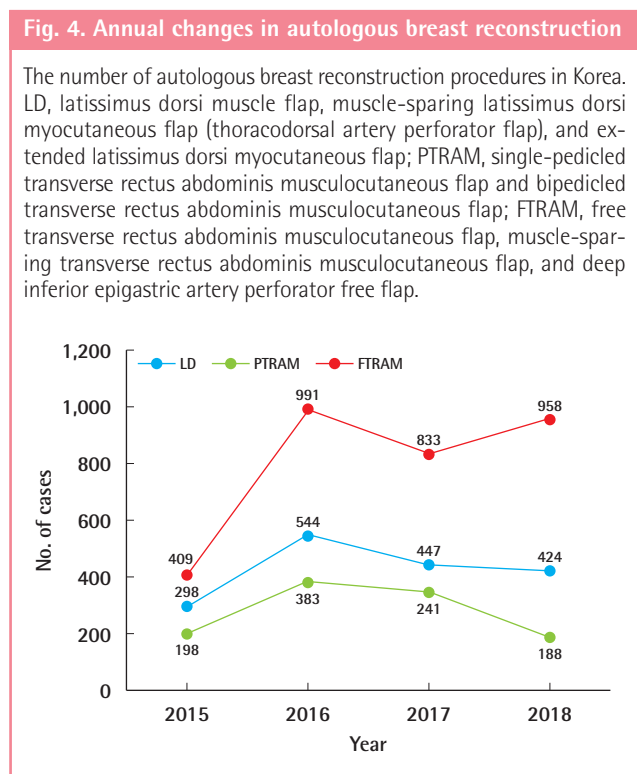 Fig. 4. Annual changes in autologous breast reconstruction
The number of autologous breast reconstruction procedures in Korea.
LD, latissimus dorsi muscle flap, muscle-sparing latissimus dorsi
myocutaneous flap (thoracodorsal artery perforator flap), and ex-
tended latissimus dorsi myocutaneous flap; PTRAM, single-pedicled
transverse rectus abdominis musculocutaneous flap and bipedicled
transverse rectus abdominis musculocutaneous flap; FTRAM, free
transverse rectus abdominis musculocutaneous flap, muscle-spar-
ing transverse rectus abdominis musculocutaneous flap, and deep
inferior epigastric artery perforator free flap.
1,200
LD PTRAM FTRAM
991
958
1,000
833
800
No. of cases
600
544
447
424
409
400
298
383
241
200
198
188
0
2015 2016 2017 2018
Year